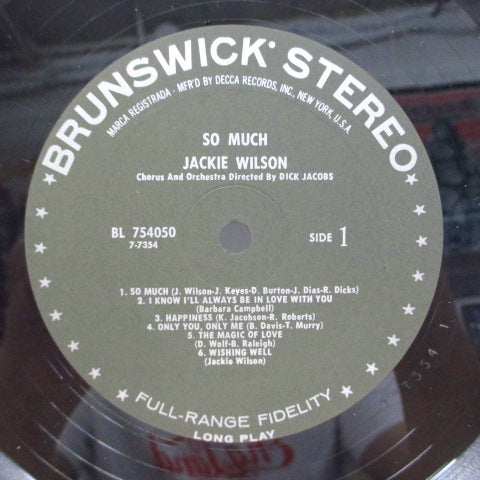 BRUNSWICK STEREO
MARCA REGISTRADA · MFR'D BY DECCA RECORDS, INC., NEW YORK, U.S.A.
SO MUCH
JACKIE WILSON
Chorus And Orchestra Directed By DICK JACOBS
BL 754050
7-7354
SIDE 1
1. SO MUCH (J. Wilson-J. Keyes-D. Burton-J. Dias-R. Dicks)
2. I KNOW I'LL ALWAYS BE IN LOVE WITH YOU
(Barbara Campbell)
3. HAPPINESS (K. Jacobson-R. Roberts)
4. ONLY YOU, ONLY ME (B. Davis-T. Murry)
5. THE MAGIC OF LOVE
(D. Wolf-B. Raleigh)
6. WISHING WELL
(Jackie Wilson)
FULL-RANGE FIDELITY
LONG PLAY
7354 1